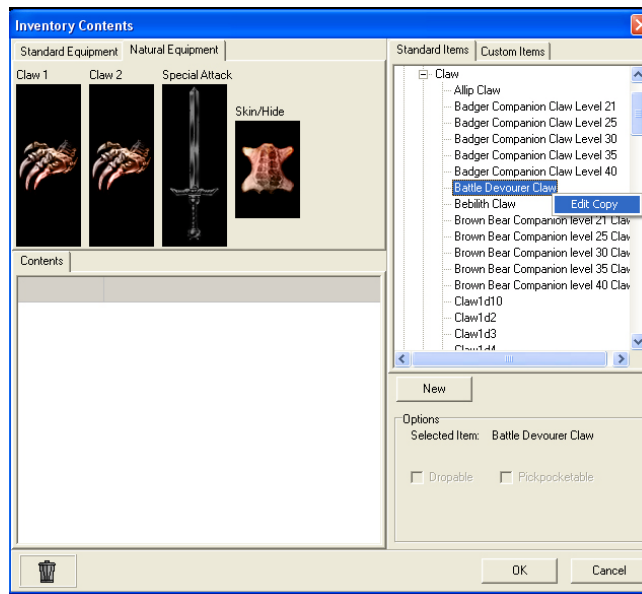 Inventory Contents
Standard Equipment
Natural Equipment
Claw 1
Claw 2
Special Attack
Skin/Hide
Contents
Standard Items
Custom Items
Claw
Allip Claw
Badger Companion Claw Level 21
Badger Companion Claw Level 25
Badger Companion Claw Level 30
Badger Companion Claw Level 35
Badger Companion Claw Level 40
Battle Devourer Claw
Bebilith Claw
Edit Copy
Brown Bear Companion level 21 Claw
Brown Bear Companion level 25 Claw
Brown Bear Companion level 30 Claw
Brown Bear Companion level 35 Claw
Brown Bear Companion level 40 Claw
Claw1d10
Claw1d2
Claw1d3
Claw1d4
New
Options
Selected Item: Battle Devourer Claw
Dropable
Pickpocketable
OK
Cancel